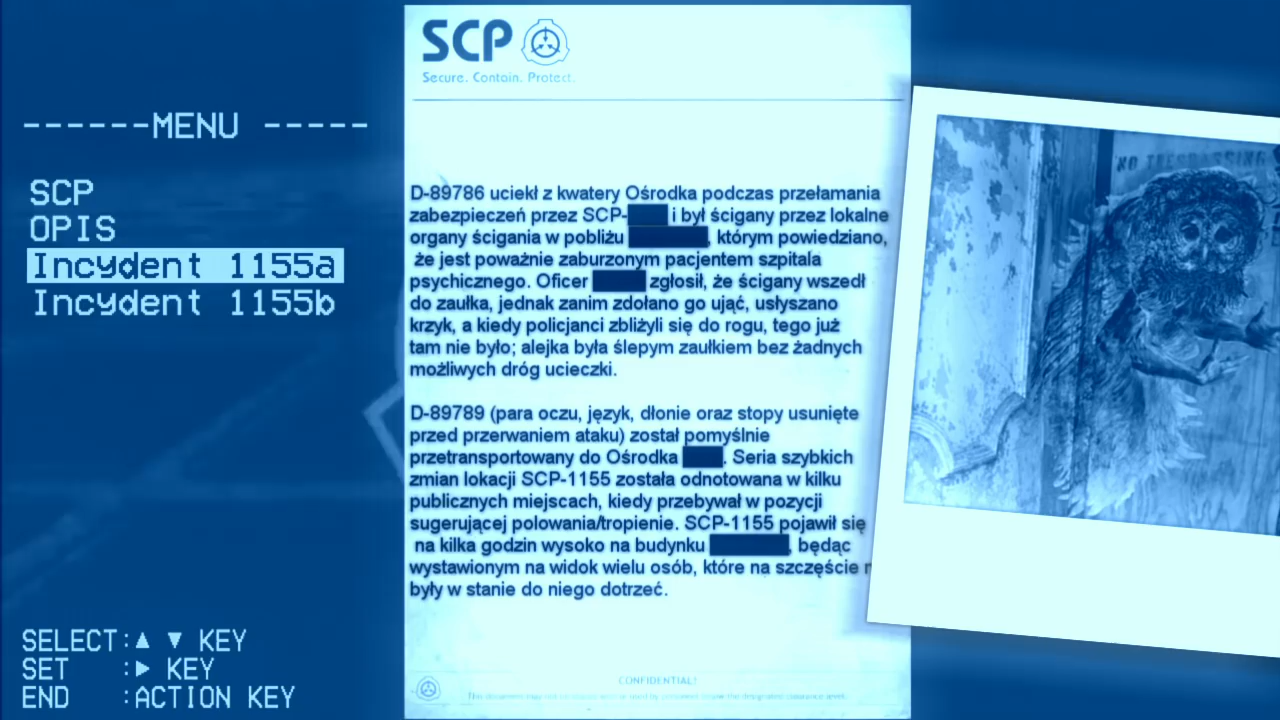 ------MENU -----
SCP
OPIS
Incydent 1155a
Incydent 1155b
SELECT:▲ ▼ KEY
SET :► KEY
END :ACTION KEY
SCP
Secure. Contain. Protect.
D-89786 uciekł z kwatery Ośrodka podczas przełamania
zabezpieczeń przez SCP- i był ścigany przez lokalne
organy ścigania w pobliżu , którym powiedziano,
że jest poważnie zaburzonym pacjentem szpitala
psychicznego. Oficer zgłosił, że ścigany wszedł
do zaułka, jednak zanim zdołano go ująć, usłyszano
krzyk, a kiedy policjanci zbliżyli się do rogu, tego już
tam nie było; alejka była ślepym zaułkiem bez żadnych
możliwych dróg ucieczki.
D-89789 (para oczu, język, dłonie oraz stopy usunięte
przed przerwaniem ataku) został pomyślnie
przetransportowany do Ośrodka . Seria szybkich
zmian lokacji SCP-1155 została odnotowana w kilku
publicznych miejscach, kiedy przebywał w pozycji
sugerującej polowania/tropienie. SCP-1155 pojawił się
na kilka godzin wysoko na budynku , będąc
wystawionym na widok wielu osób, które na szczęście
były w stanie do niego dotrzeć.
CONFIDENTIAL!
NO TRESPASSING